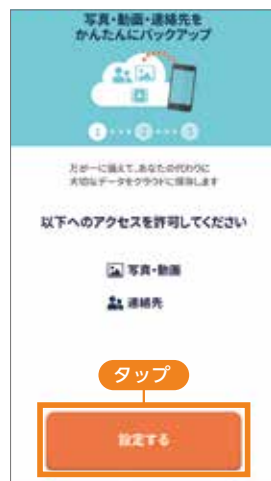 写真・動画・連絡先を
かんたんにバックアップ
1 2 3
万が一に備えて、あなたの代わりに
大切なデータをクラウドに保存します
以下へのアクセスを許可してください
写真・動画
連絡先
タップ
設定する